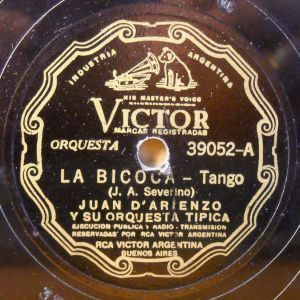 INDUSTRIA ARGENTINA
HIS MASTER'S VOICE
VICTOR
MARCAS REGISTRADAS
ORQUESTA 39052-A
LA BICOCA - Tango
(J. A. Severino)
JUAN D'ARIENZO
Y SU ORQUESTA TIPICA
EJECUCION PUBLICA Y RADIO - TRANSMISION
RESERVADAS POR RCA VICTOR ARGENTINA
RCA VICTOR ARGENTINA
BUENOS AIRES